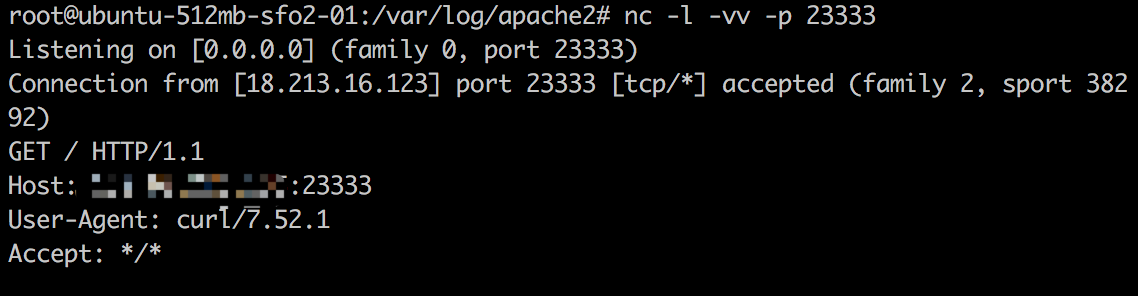 root@ubuntu-512mb-sfo2-01:/var/log/apache2# nc -l -vv -p 23333
Listening on [0.0.0.0] (family 0, port 23333)
Connection from [18.213.16.123] port 23333 [tcp/*] accepted (family 2, sport 382
92)
GET / HTTP/1.1
Host: :23333
User-Agent: curl/7.52.1
Accept: */*